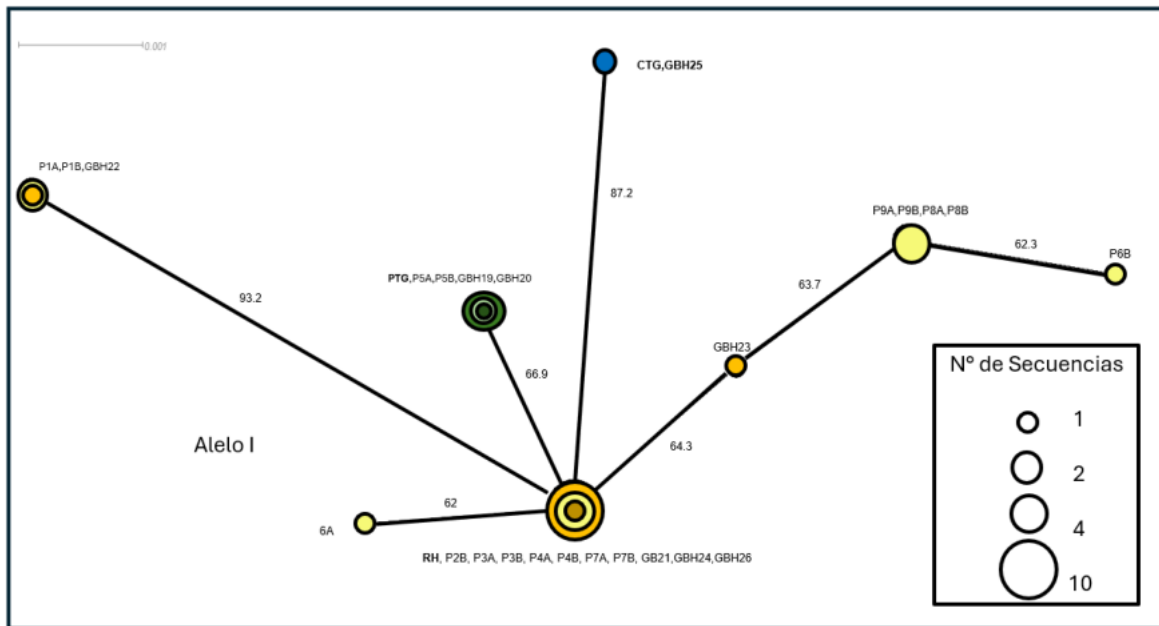 0.001
CTG,GBH25
P1A,P1B,GBH22
87.2
P9A,P9B,P8A,P8B
62.3
P6B
PTG,P5A,P5B,GBH19,GBH20
93.2
63.7
GBH23
66.9
Nº de Secuencias
1
64.3
Alelo I
2
62
4
6A
RH, P2B, P3A, P3B, P4A, P4B, P7A, P7B, GB21,GBH24,GBH26
10